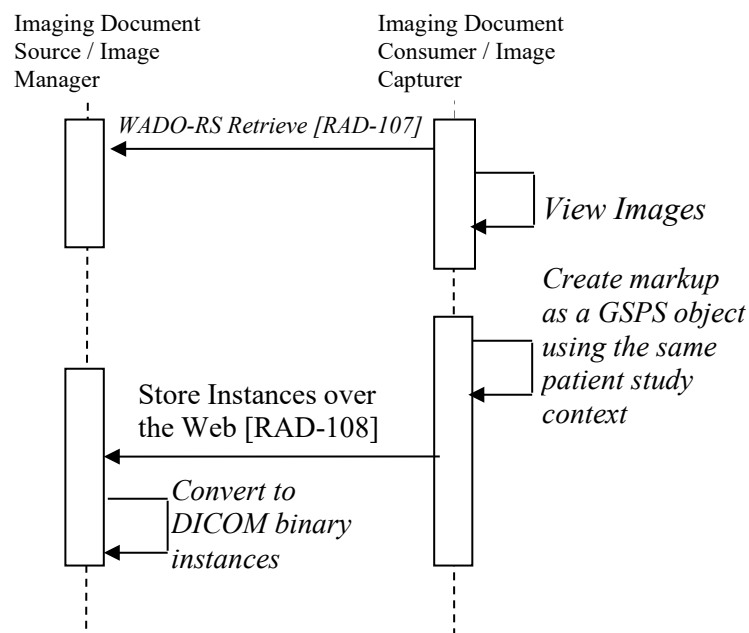 Imaging Document
Source / Image
Manager
Imaging Document
Consumer / Image
Capturer
WADO-RS Retrieve [RAD-107]
View Images
Create markup
as a GSPS object
using the same
patient study
context
Store Instances over
the Web [RAD-108]
Convert to
DICOM binary
instances